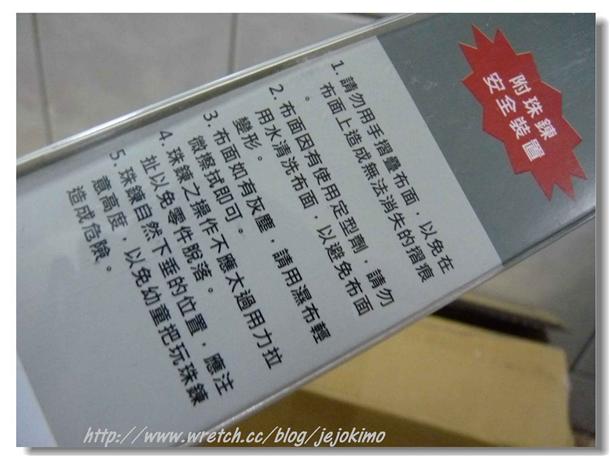 附珠鍊
安全裝置
1. 請勿用手摺疊布面，以免在
布面上造成無法消失的摺痕
。
2. 布面因有使用定型劑，請勿
用水清洗布面，以避免布面
變形。
3. 布面如有灰塵，請用濕布輕
微擦拭即可。
4. 珠鍊之操作不應太過用力拉
扯以免零件脫落。
5. 珠鍊自然下垂的位置，應注
意高度，以免幼童把玩珠鍊
造成危險。
http://www.wretch.cc/blog/jejokimo